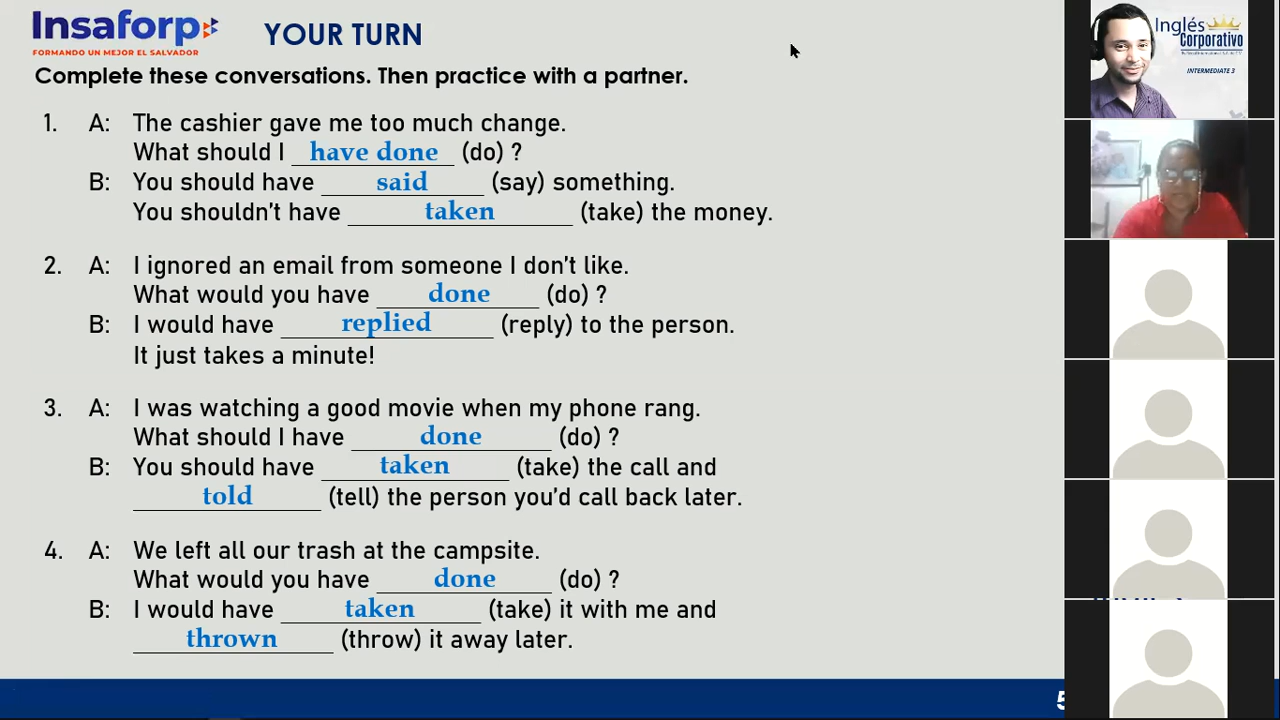 Insaforp
FORMANDO UN MEJOR EL SALVADOR
YOUR TURN
Complete these conversations. Then practice with a partner.
1. A: The cashier gave me too much change.
What should I have done (do) ?
B: You should have said (say) something.
You shouldn't have taken (take) the money.
2. A: I ignored an email from someone I don't like.
What would you have done (do) ?
B: I would have replied (reply) to the person.
It just takes a minute!
3. A: I was watching a good movie when my phone rang.
What should I have done (do) ?
B: You should have taken (take) the call and
told (tell) the person you'd call back later.
4. A: We left all our trash at the campsite.
What would you have done (do) ?
B: I would have taken (take) it with me and
thrown (throw) it away later.
5
Inglés
Corporativo
INTERMEDIATE 3